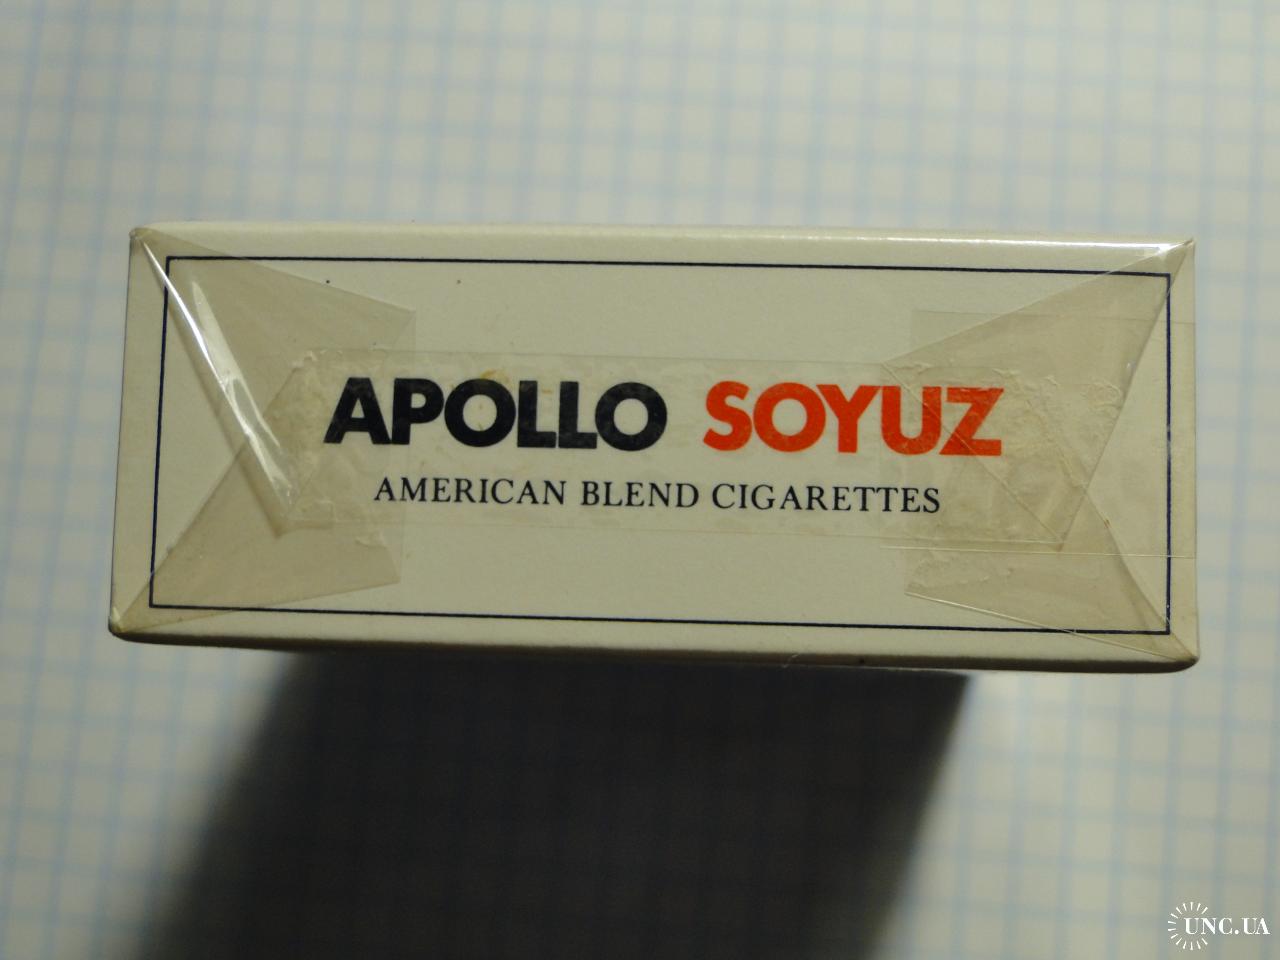 APOLLO SOYUZ
AMERICAN BLEND CIGARETTES
UNC.UA